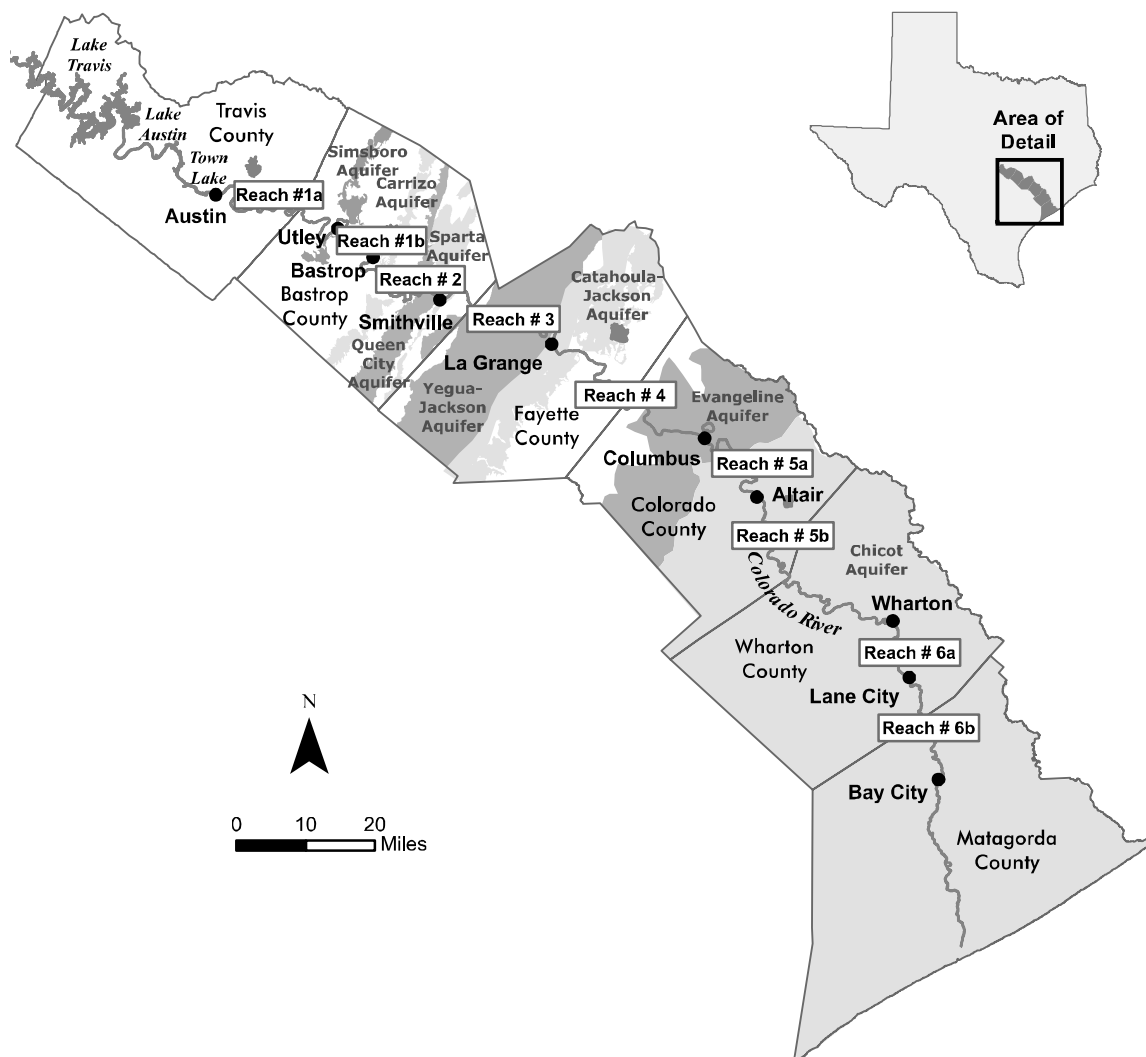 Lake
Travis
Lake
Austin
Travis
County
Town
Lake
Reach #1a
Austin
Simsboro
Aquifer
Carrizo
Aquifer
Utley
Reach #1b
Sparta
Aquifer
Bastrop
Reach # 2
Bastrop
County
Smithville
Queen
City
Aquifer
Catahoula-
Jackson
Aquifer
Reach # 3
La Grange
Yegua-
Jackson
Aquifer
Fayette
County
Reach # 4
Evangeline
Aquifer
Columbus
Reach # 5a
Altair
Colorado
County
Reach # 5b
Colorado River
Chicot
Aquifer
Wharton
Wharton
County
Reach # 6a
Lane City
Reach # 6b
Bay City
Matagorda
County
Area of
Detail
N
0 10 20
Miles